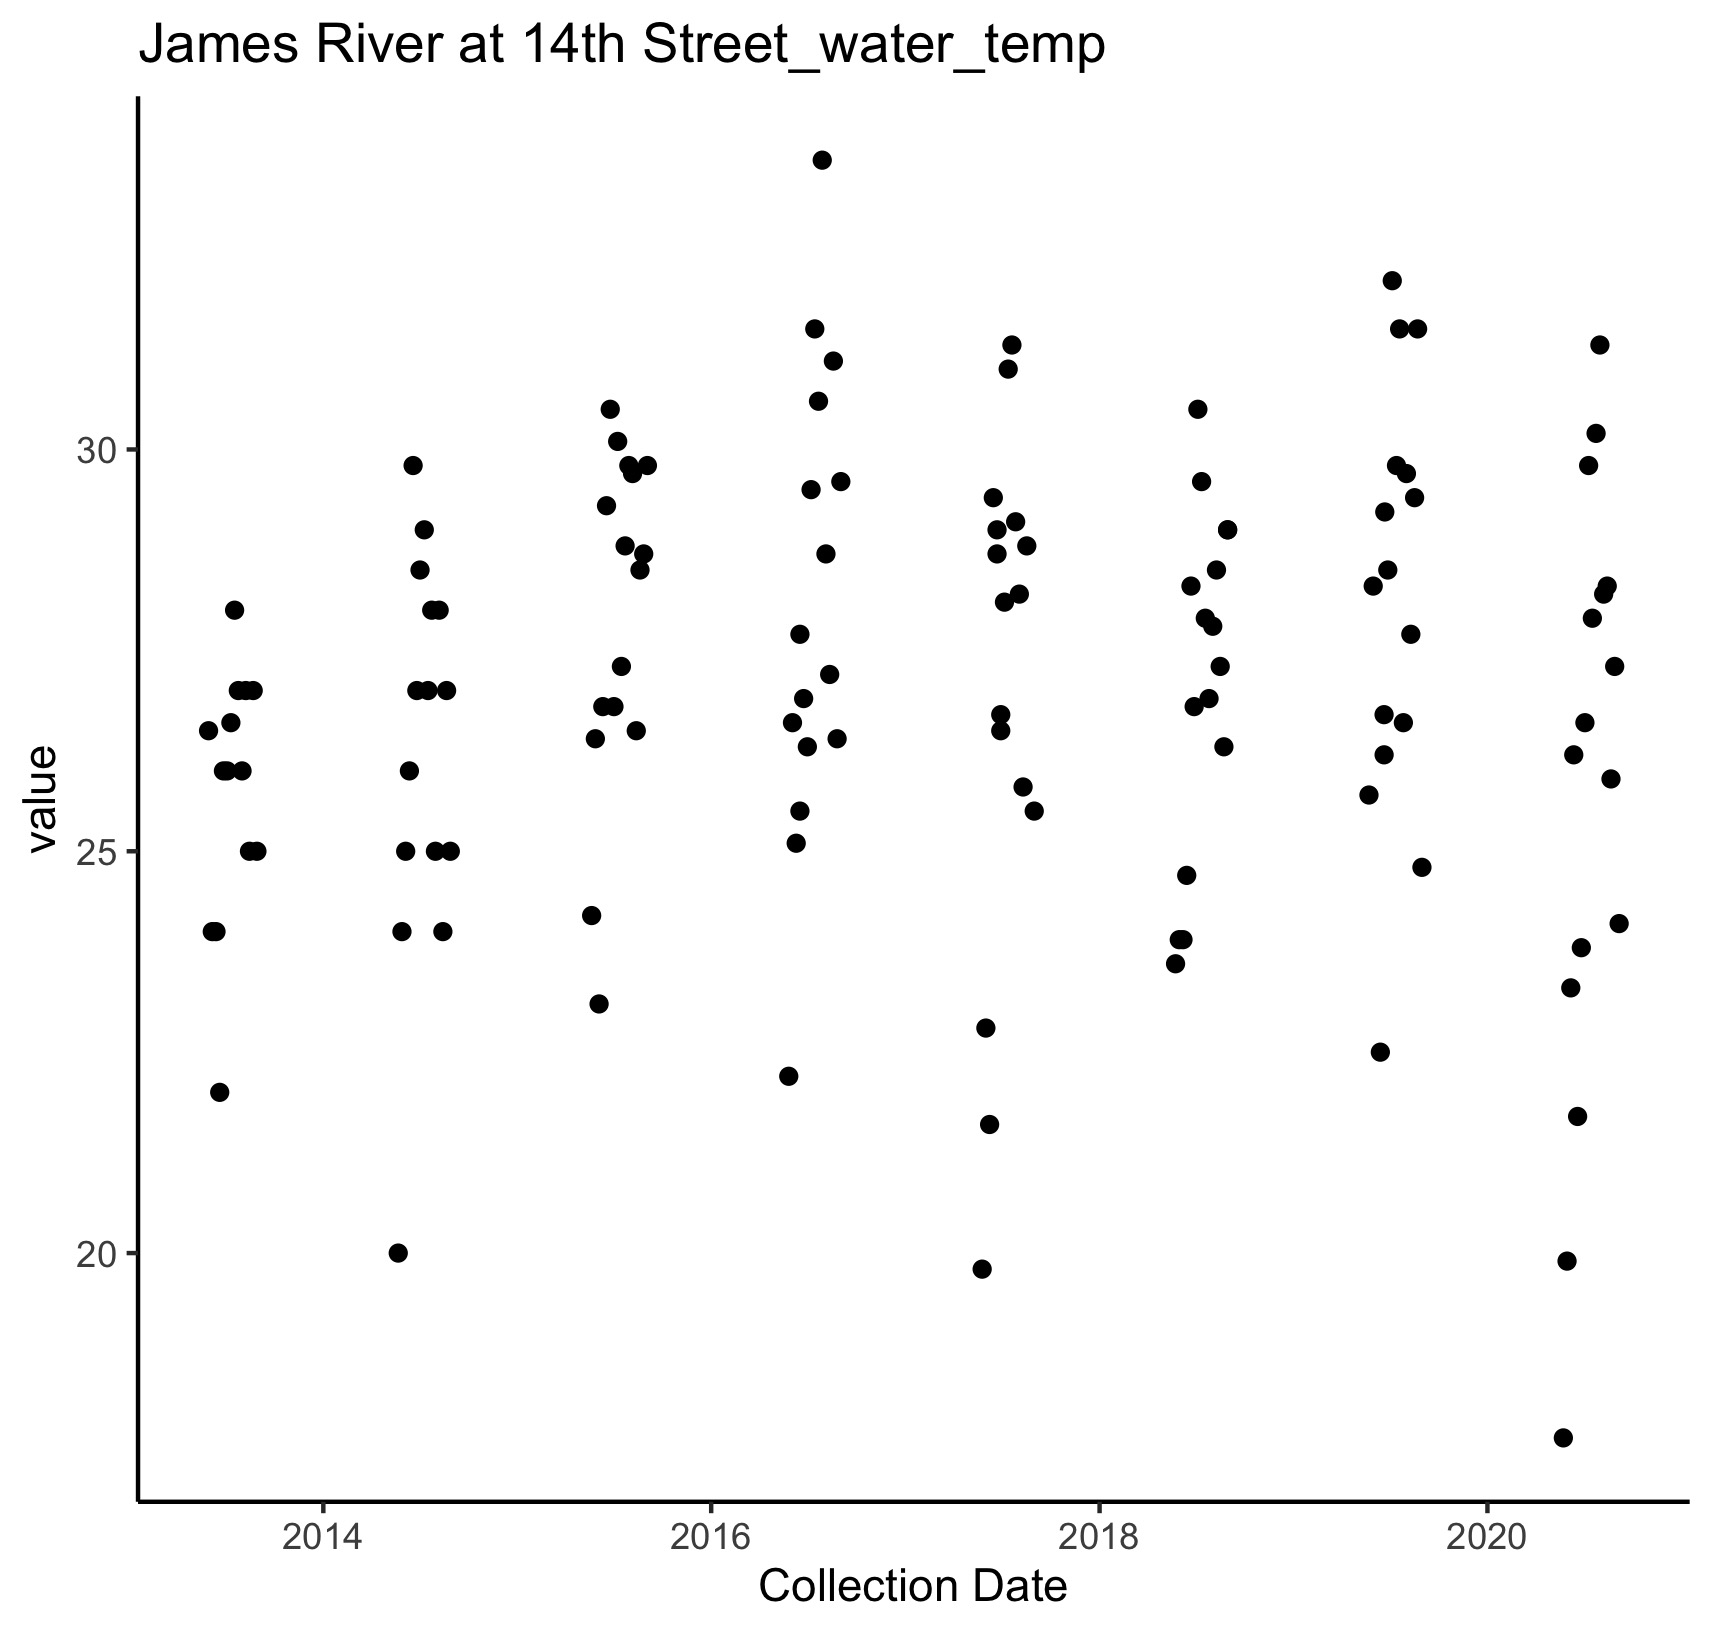 James River at 14th Street_water_temp
value
30
25
20
2014 2016 2018 2020
Collection Date